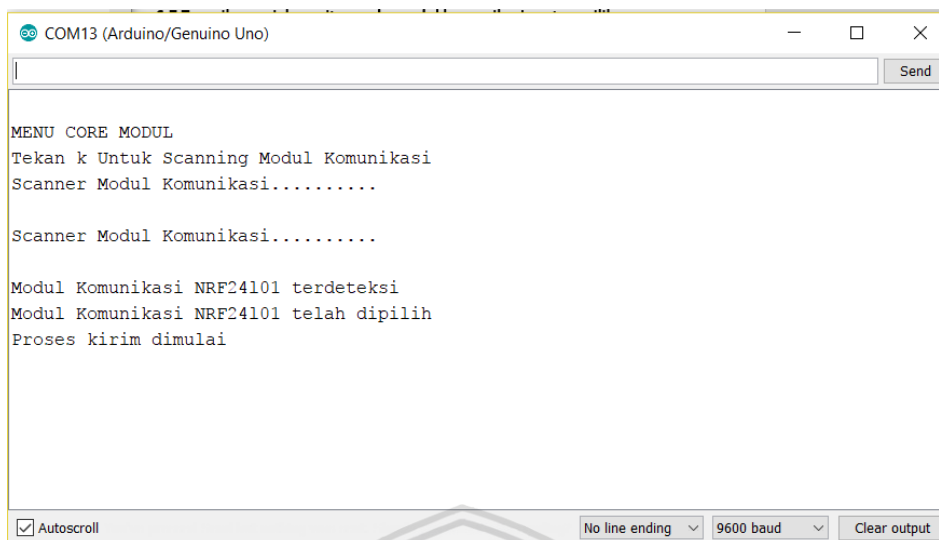 COM13 (Arduino/Genuino Uno)
Send
MENU CORE MODUL
Tekan k Untuk Scanning Modul Komunikasi
Scanner Modul Komunikasi..........
Scanner Modul Komunikasi..........
Modul Komunikasi NRF24l01 terdeteksi
Modul Komunikasi NRF24l01 telah dipilih
Proses kirim dimulai
Autoscroll
No line ending
9600 baud
Clear output